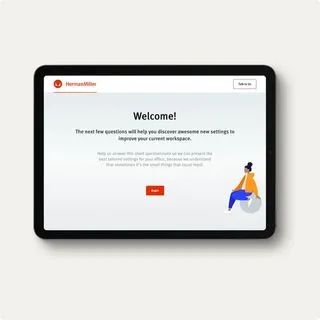 HermanMiller
Talk to Us
Welcome!
The next few questions will help you discover awesome new settings to
improve your current workspace.
Help us answer this short questionnaire so we can present the
best tailored settings for your office, because we understand
that sometimes it's the small things that count most.
Begin